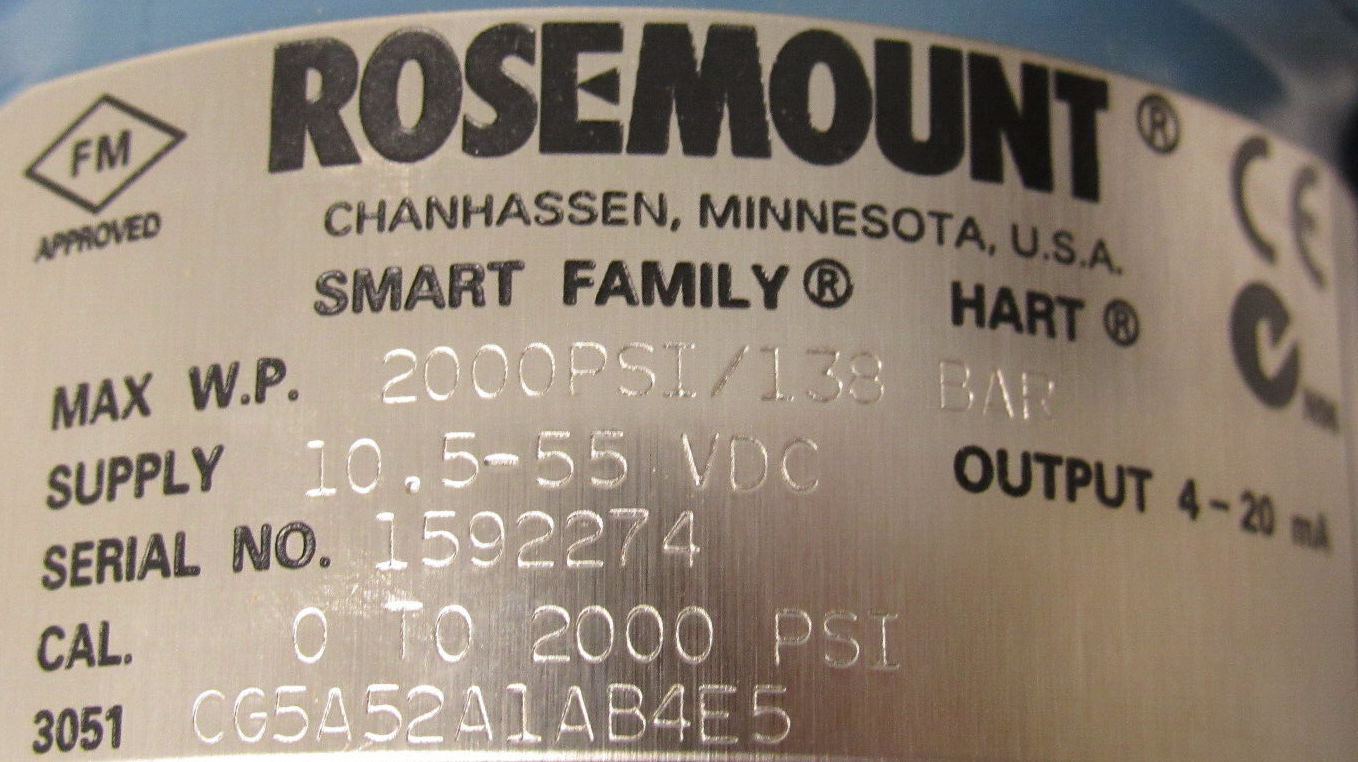 ROSEMOUNT®
FM
APPROVED
CE
CHANHASSEN, MINNESOTA, U.S.A.
SMART FAMILY® HART®
MAX W.P. 2000PSI/138 BAR
SUPPLY 10.5-55 VDC OUTPUT 4-20 mA
SERIAL NO. 1592274
CAL. 0 TO 2000 PSI
3051 CG5A52A1AB4E5